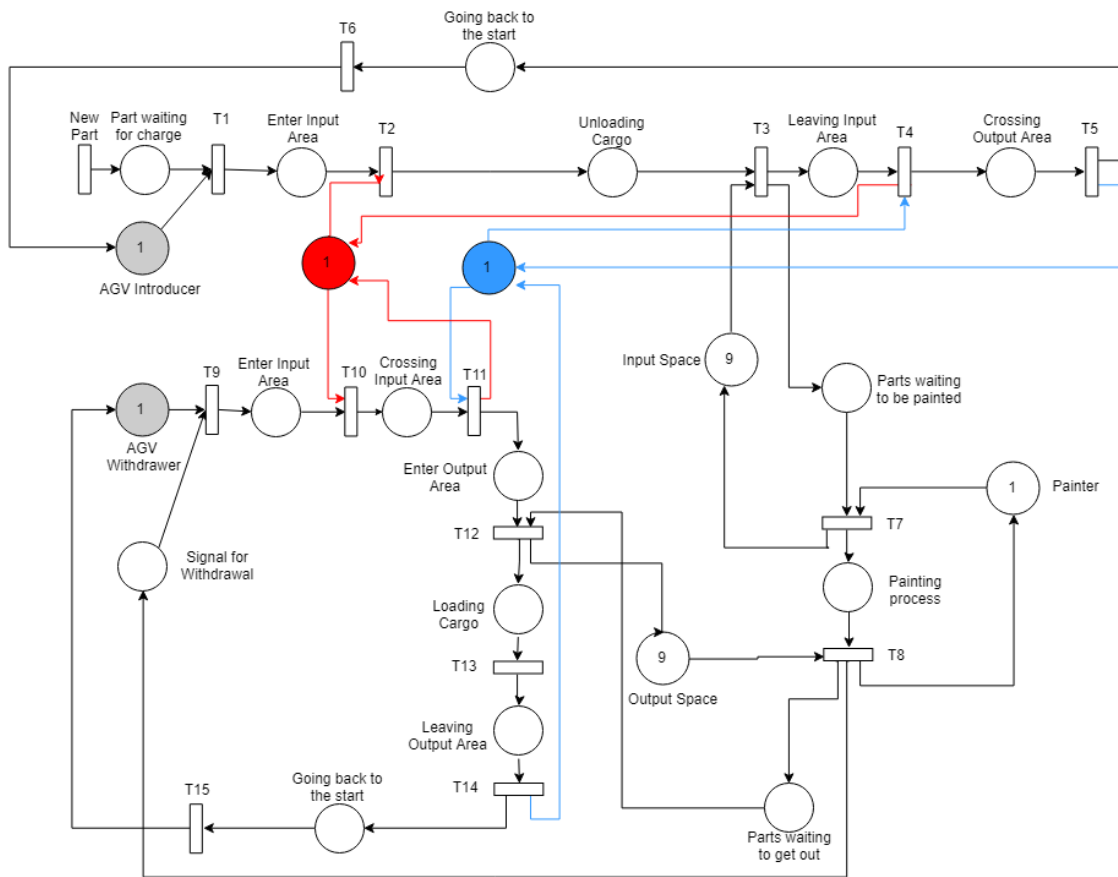 Going back to
the start
T6
New
Part
Part waiting
for charge
T1
Enter Input
Area
T2
Unloading
Cargo
T3
Leaving Input
Area
T4
Crossing
Output Area
T5
1
AGV Introducer
1
1
Input Space
9
Parts waiting
to be painted
T9
Enter Input
Area
T10
Crossing
Input Area
T11
1
AGV
Withdrawer
Enter Output
Area
1
Painter
T12
T7
Signal for
Withdrawal
Painting
process
Loading
Cargo
T13
9
Output Space
T8
Leaving
Output Area
T14
T15
Going back to
the start
Parts waiting
to get out